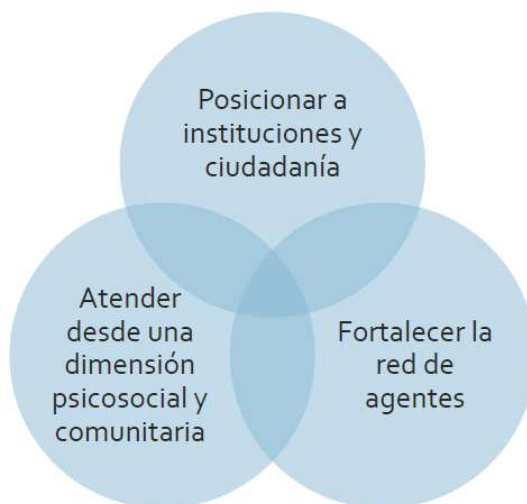 Posicionar a
instituciones y
ciudadanía
Atender
desde una
dimensión
psicosocial y
comunitaria
Fortalecer la
red de
agentes